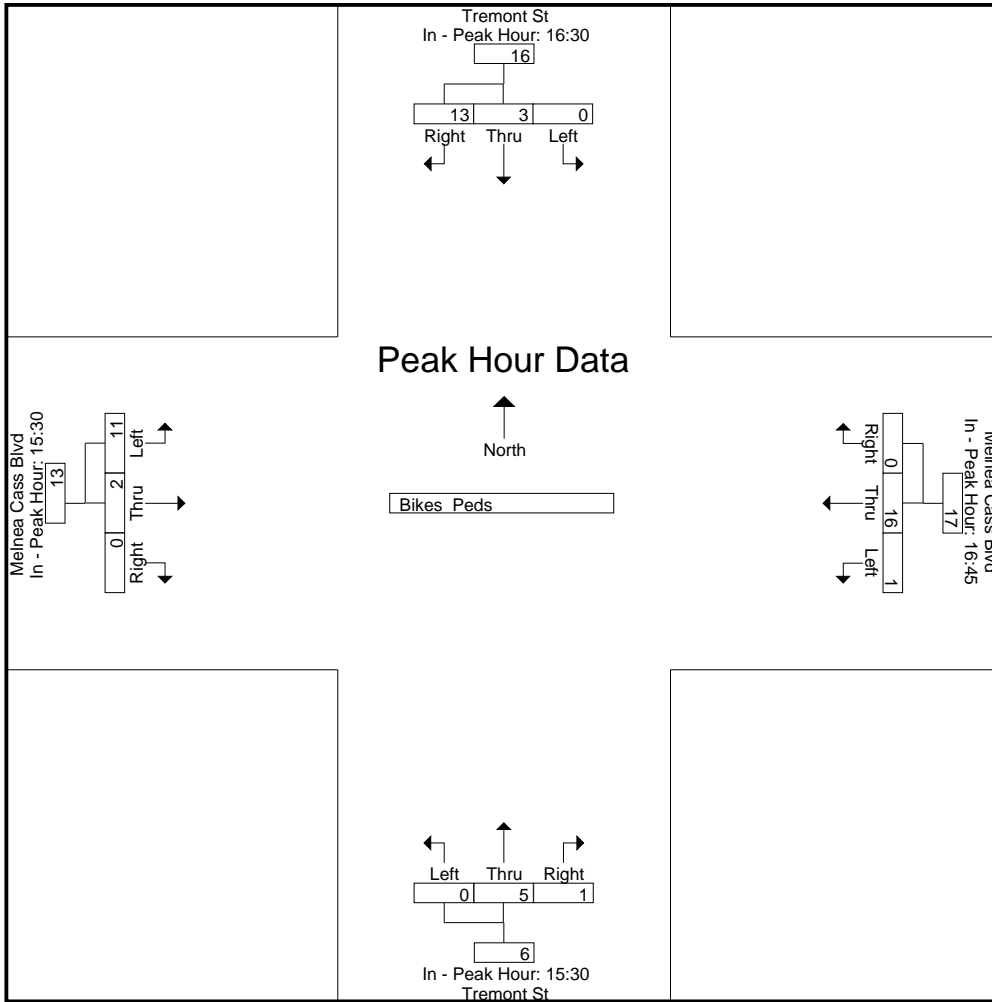 Tremont St
In - Peak Hour: 16:30
16
13 3 0
Right Thru Left
Peak Hour Data
North
Bikes Peds
Melnea Cass Blvd
In - Peak Hour: 15:30
13
11 2 0
Left Thru Right
Melnea Cass Blvd
In - Peak Hour: 16:45
17
0 16 1
Right Thru Left
Left Thru Right
0 5 1
6
In - Peak Hour: 15:30
Tremont St